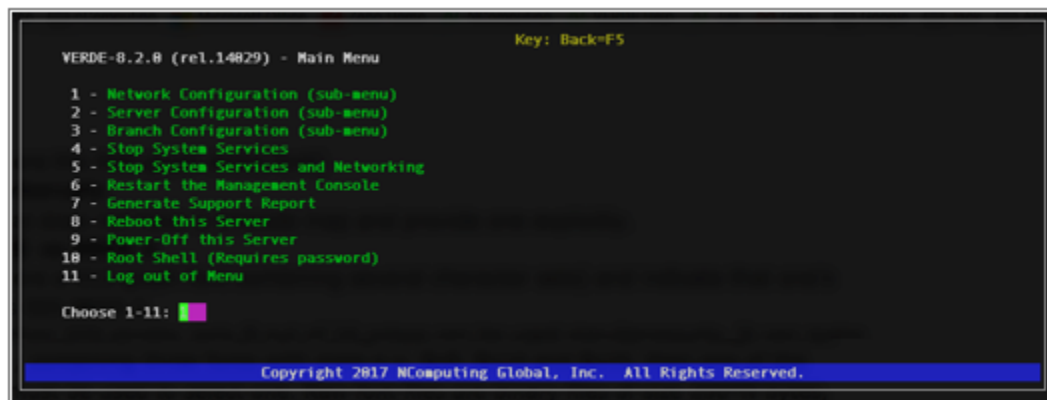 Key: Back=F5
VERDE-8.2.0 (rel.14029) - Main Menu
1 - Network Configuration (sub-menu)
2 - Server Configuration (sub-menu)
3 - Branch Configuration (sub-menu)
4 - Stop System Services
5 - Stop System Services and Networking
6 - Restart the Management Console
7 - Generate Support Report
8 - Reboot this Server
9 - Power-Off this Server
10 - Root Shell (Requires password)
11 - Log out of Menu
Choose 1-11:
Copyright 2017 NComputing Global, Inc. All Rights Reserved.